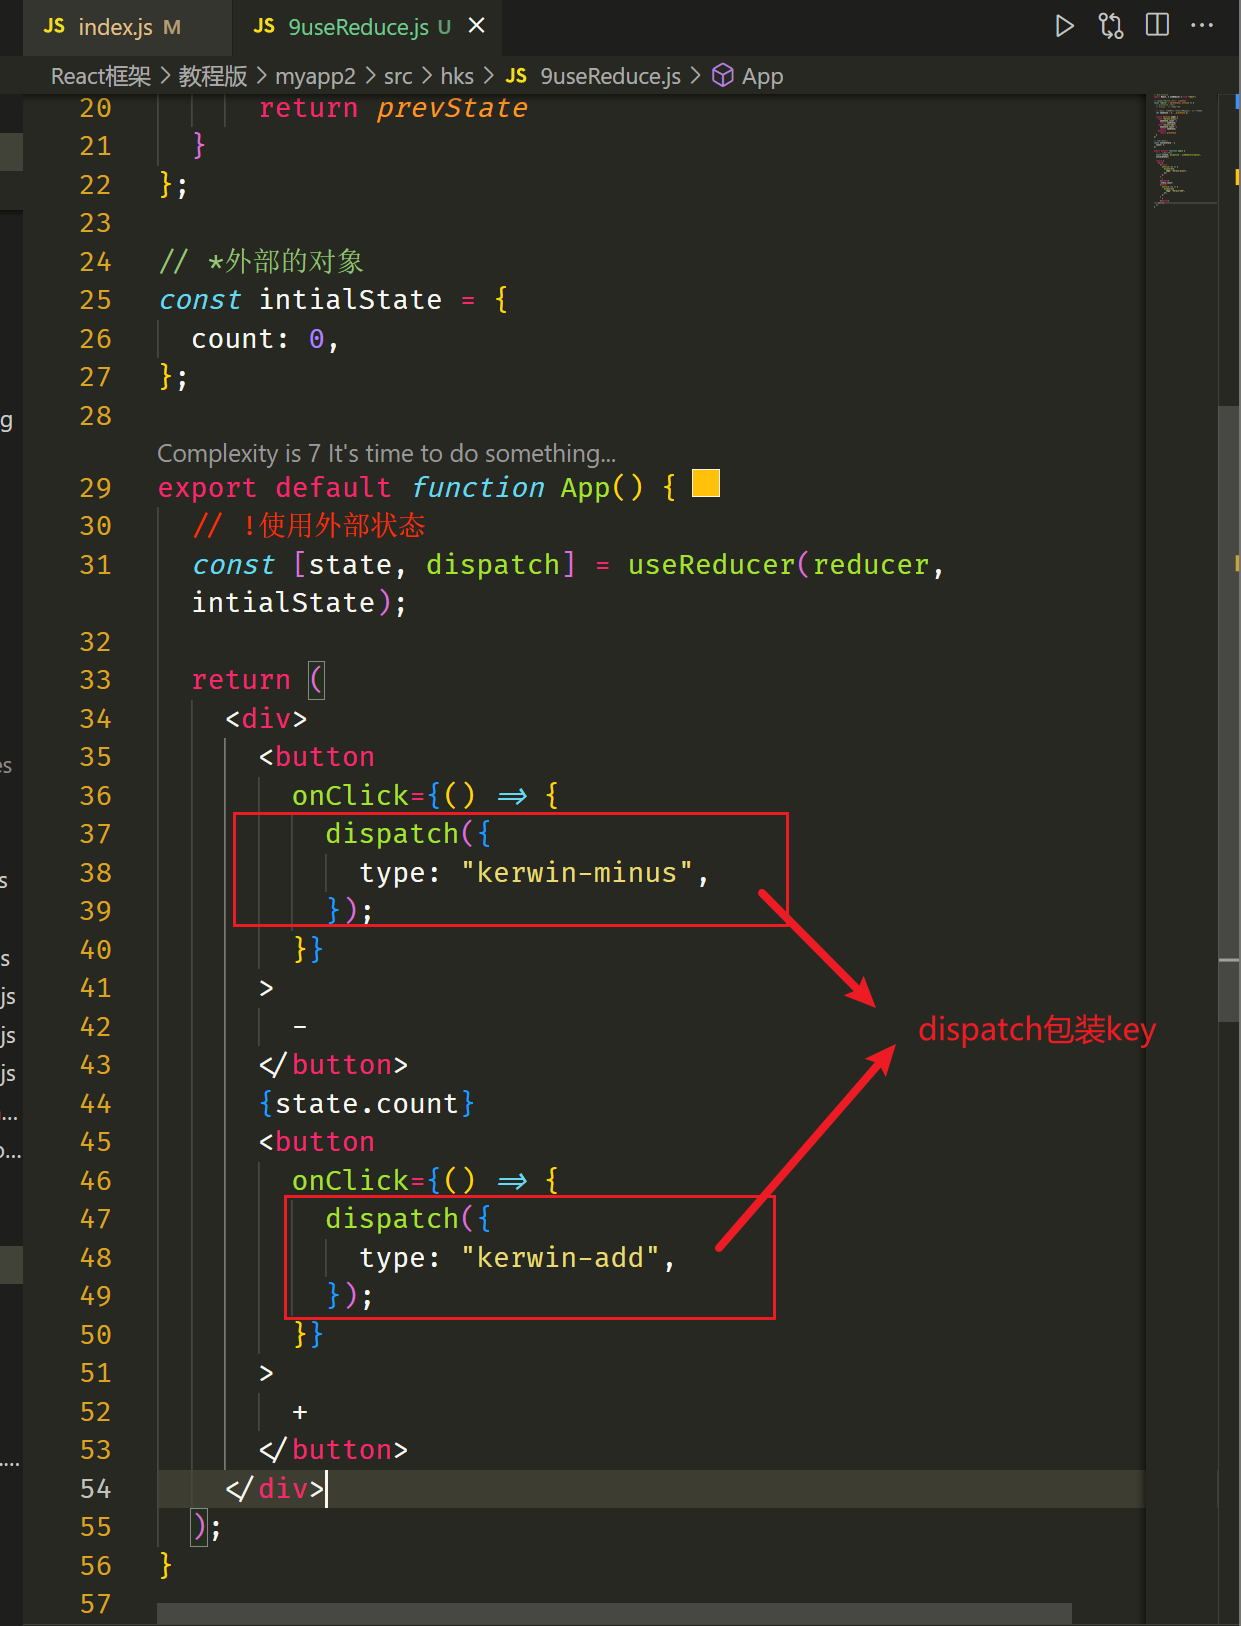 JS index.js M JS 9useReduce.js U
React框架 > 教程版 > myapp2 > src > hks > JS 9useReduce.js > App
20 return prevState
21 }
22 };
23
24 // *外部的对象
25 const intialState = {
26 count: 0,
27 };
28
Complexity is 7 It's time to do something...
29 export default function App() {
30 // !使用外部状态
31 const [state, dispatch] = useReducer(reducer,
intialState);
32
33 return (
34 <div>
35 <button
36 onClick={() => {
37 dispatch({
38 type: "kerwin-minus",
39 });
40 }}
41 >
42 -
43 </button>
44 {state.count}
45 <button
46 onClick={() => {
47 dispatch({
48 type: "kerwin-add",
49 });
50 }}
51 >
52 +
53 </button>
54 </div>
55 );
56 }
57
dispatch包装key
g
es
s
s
js
js
js